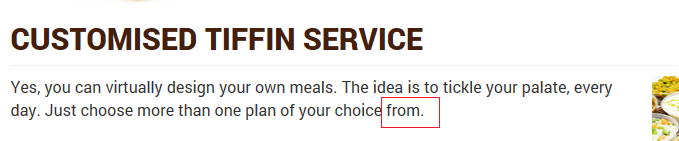 CUSTOMISED TIFFIN SERVICE
Yes, you can virtually design your own meals. The idea is to tickle your palate, every
day. Just choose more than one plan of your choice from.